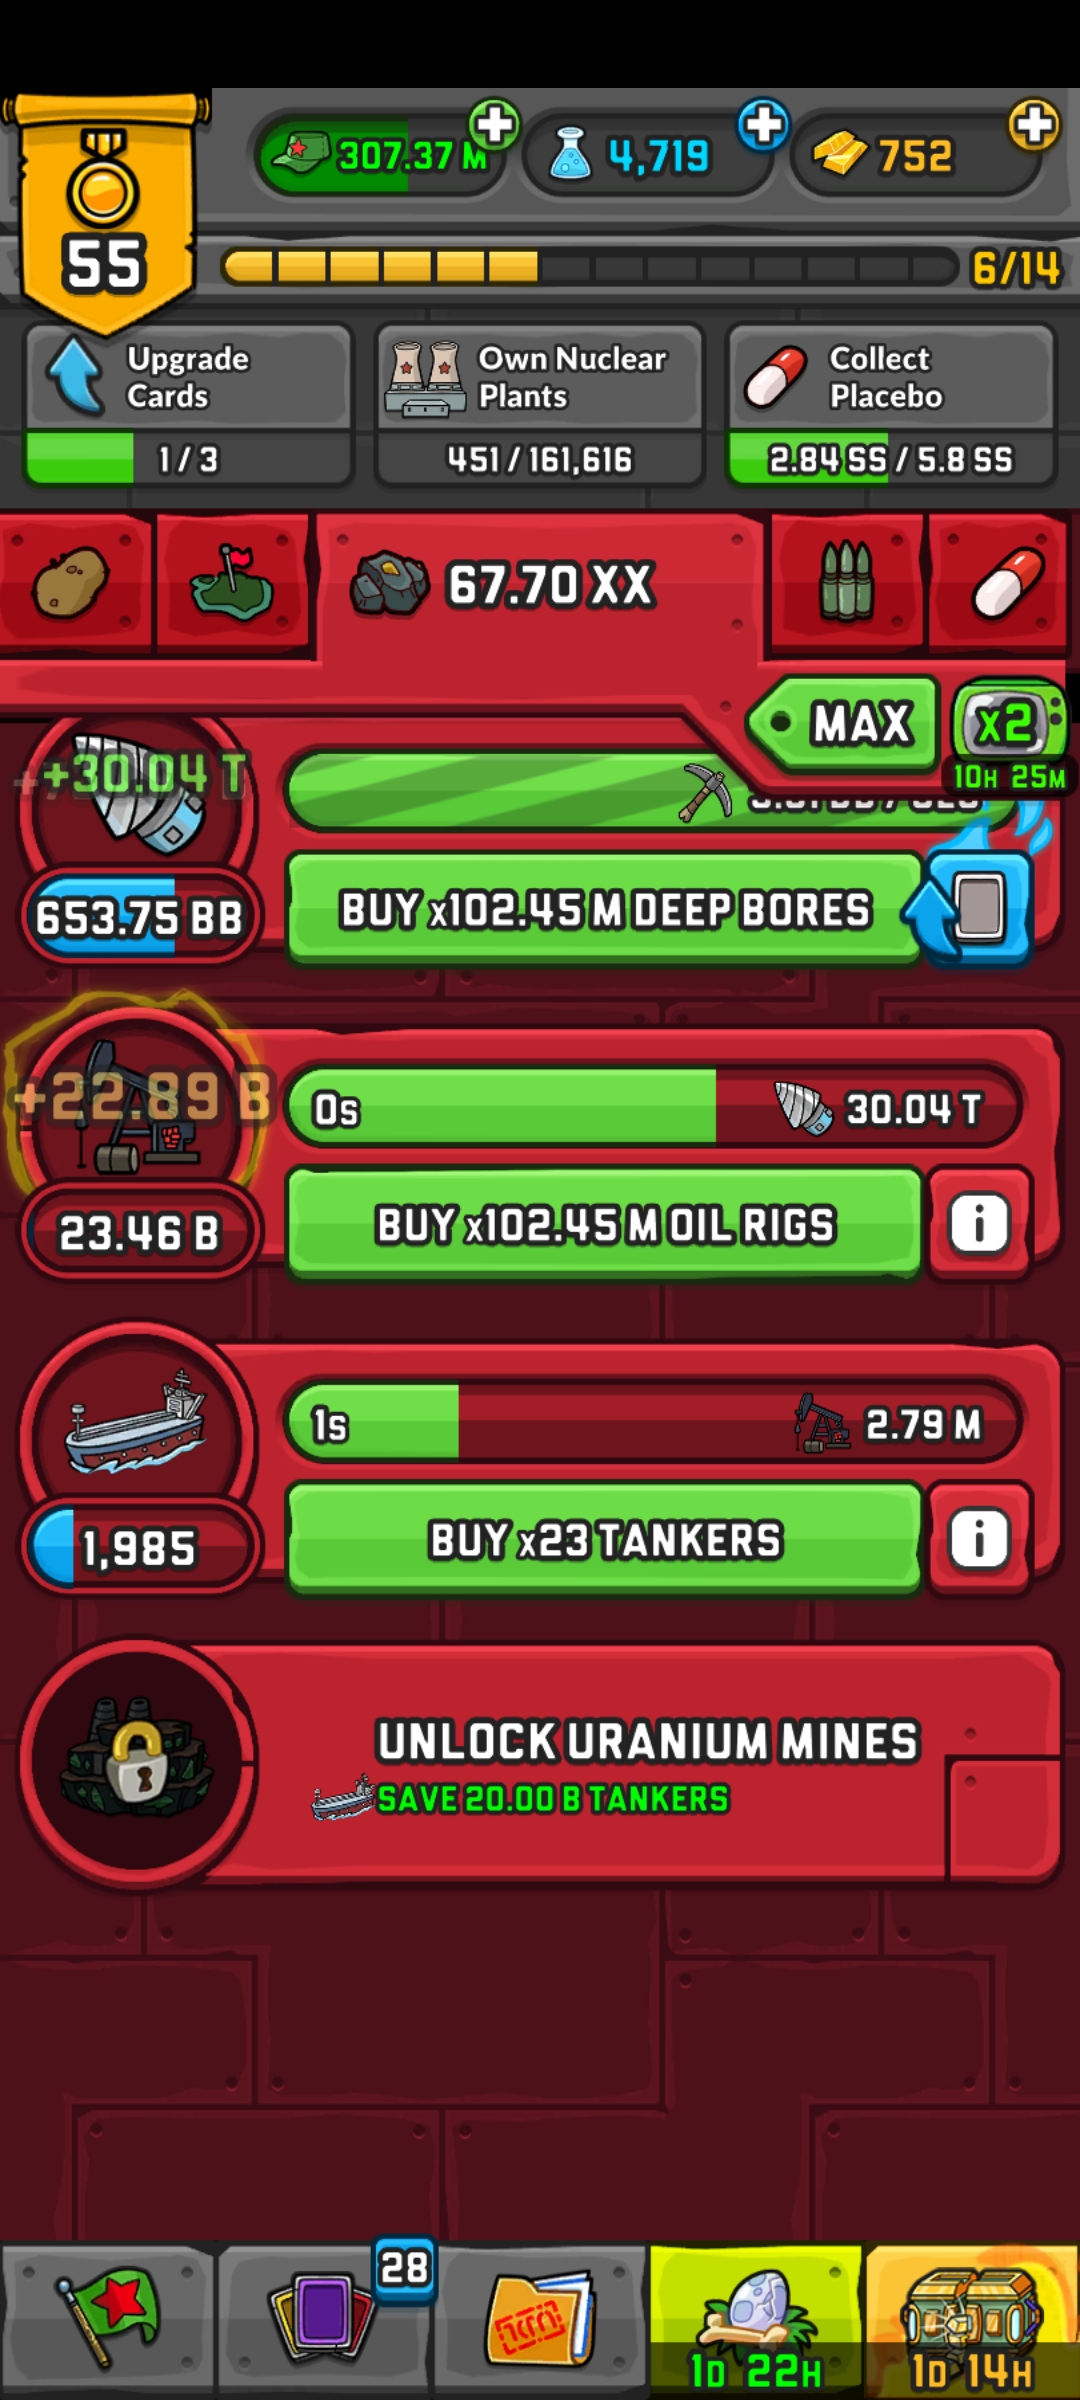 307.37 M
4,719
752
55
6/14
Upgrade
Cards
Own Nuclear
Plants
Collect
Placebo
1 / 3
451 / 161,616
2.84 SS / 5.8 SS
67.70 XX
MAX
x2
10H 25M
+30.04 T
653.75 BB
BUY x102.45 M DEEP BORES
+22.89 B
0s
30.04 T
23.46 B
BUY x102.45 M OIL RIGS
i
1s
2.79 M
1,985
BUY x23 TANKERS
i
UNLOCK URANIUM MINES
SAVE 20.00 B TANKERS
28
1D 22H
1D 14H